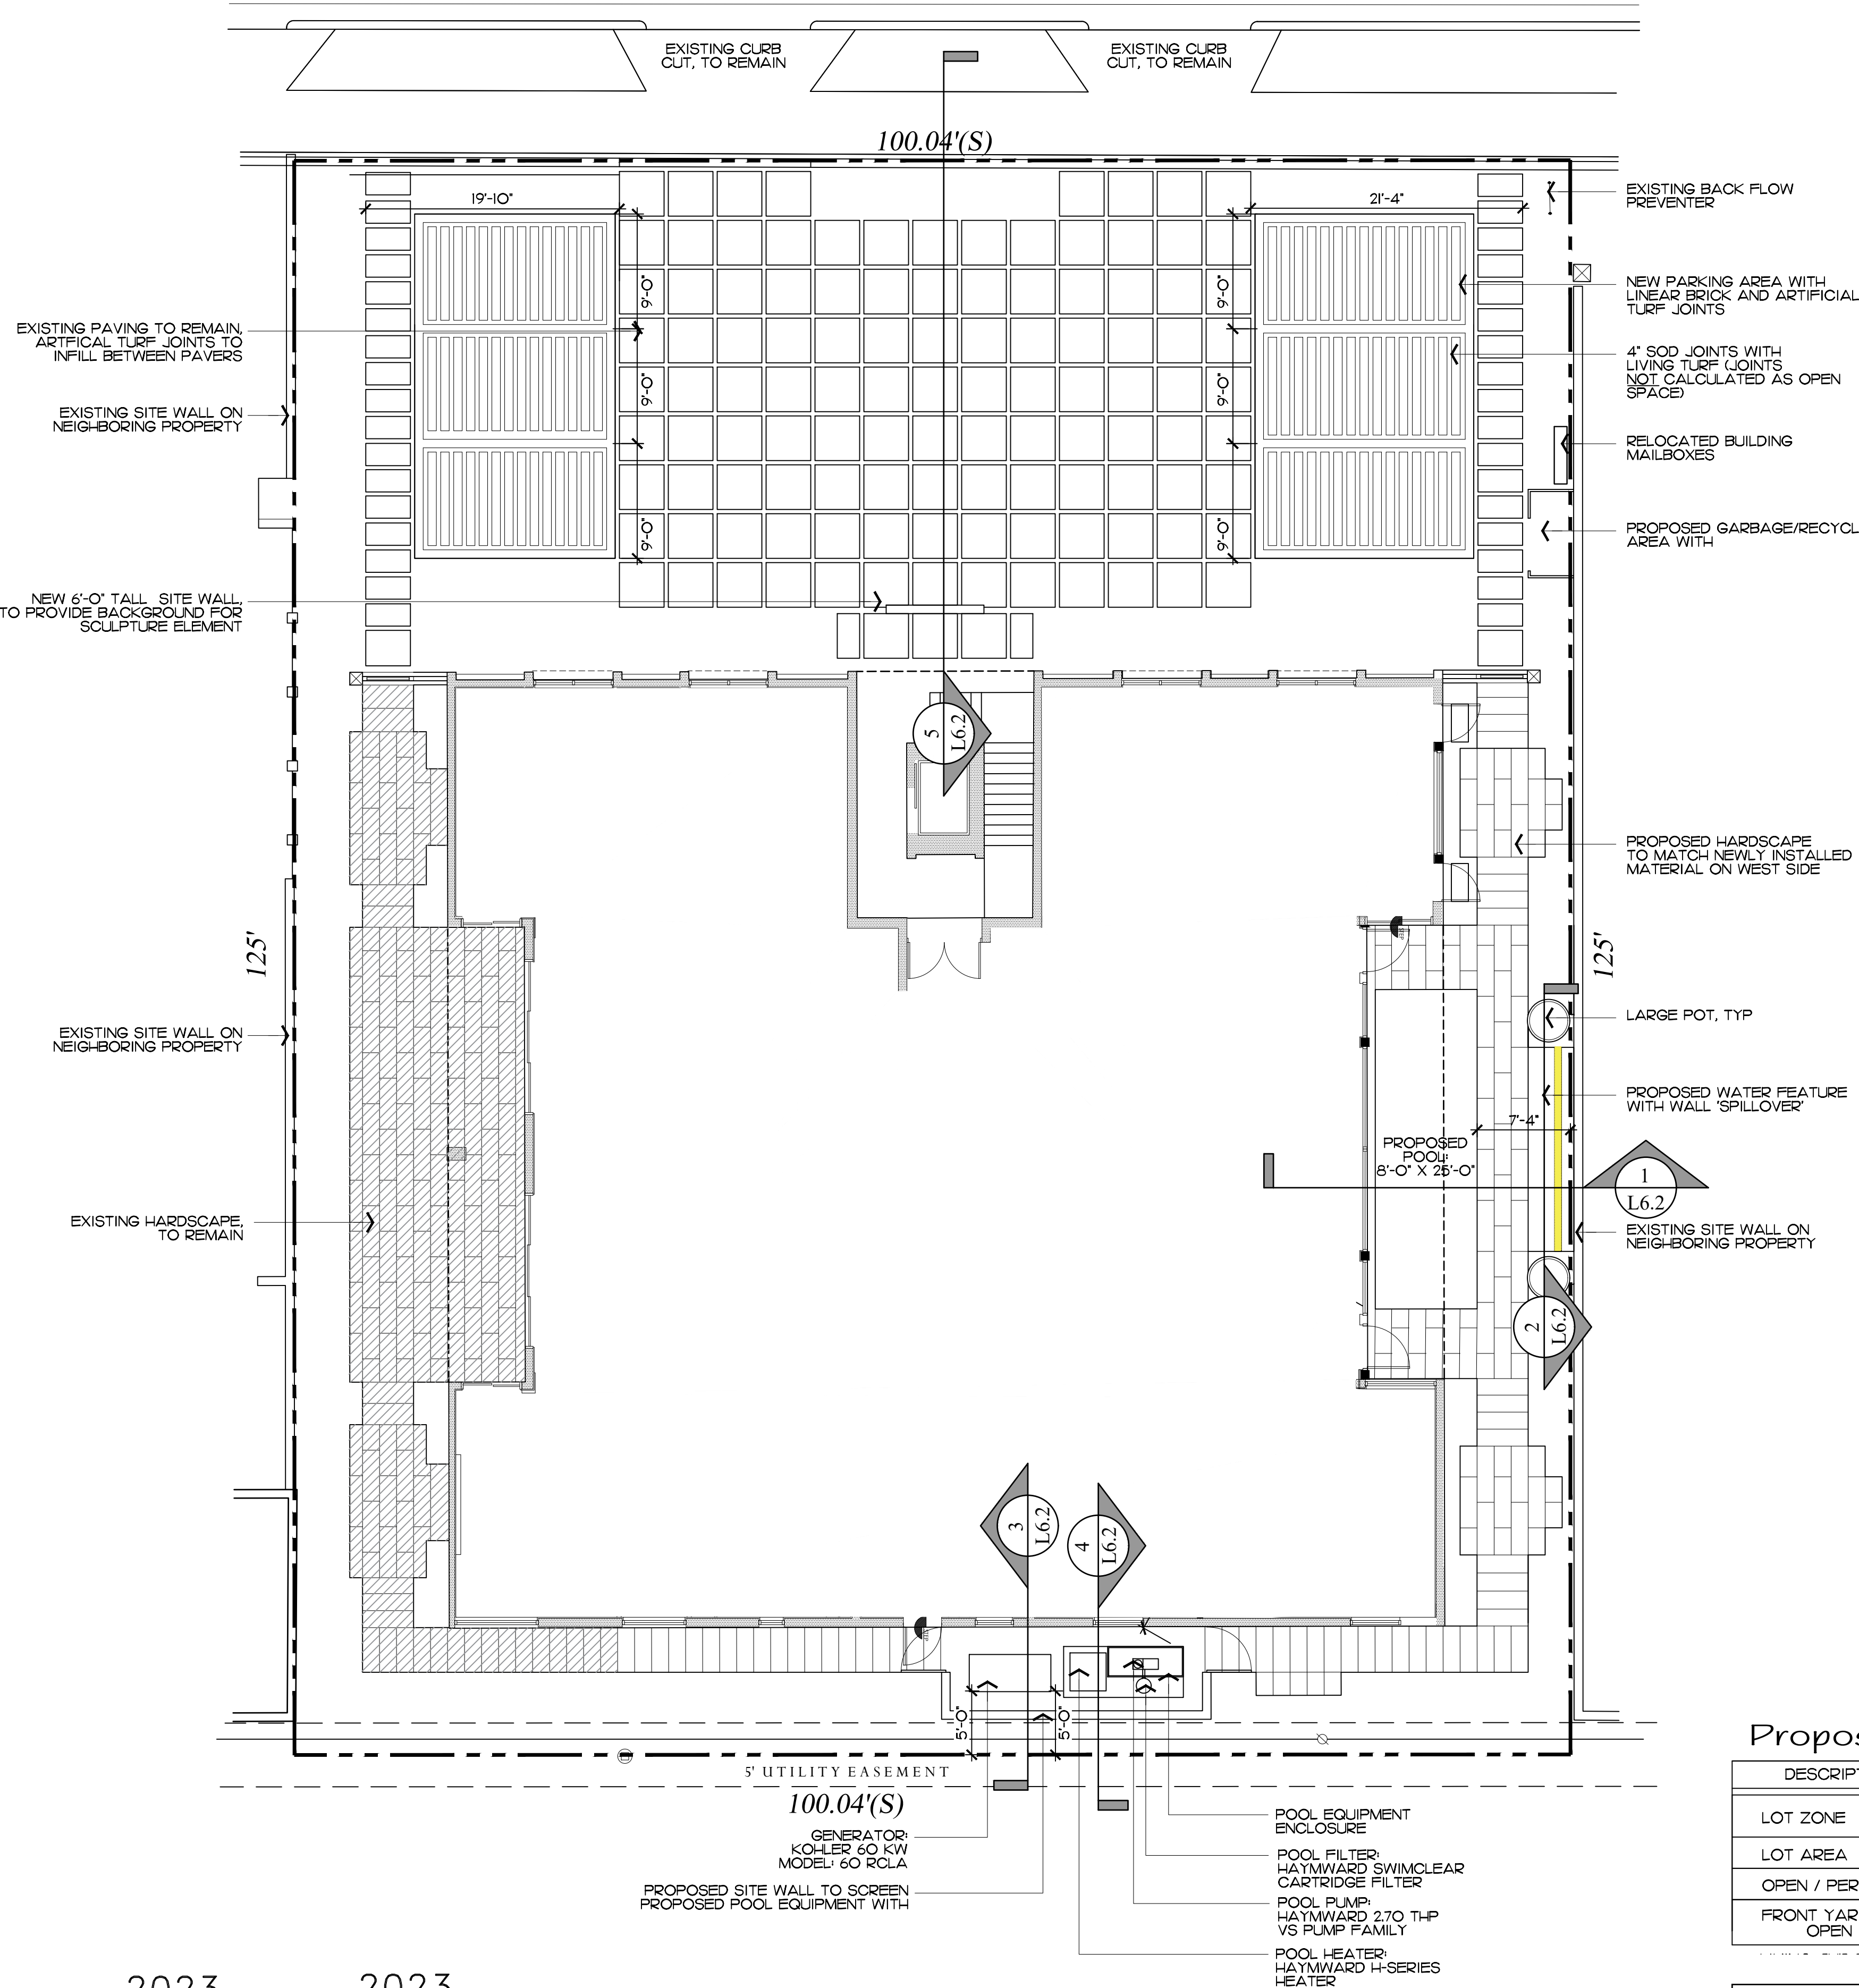 EXISTING CURB
CUT, TO REMAIN
EXISTING CURB
CUT, TO REMAIN
100.04'(S)
19'-10"
21'-4"
EXISTING BACK FLOW
PREVENTER
9'-0"
9'-0"
NEW PARKING AREA WITH
LINEAR BRICK AND ARTIFICIAL
TURF JOINTS
EXISTING PAVING TO REMAIN,
ARTFICAL TURF JOINTS TO
INFILL BETWEEN PAVERS
4" SOD JOINTS WITH
LIVING TURF (JOINTS
NOT CALCULATED AS OPEN
SPACE)
9'-0"
9'-0"
EXISTING SITE WALL ON
NEIGHBORING PROPERTY
RELOCATED BUILDING
MAILBOXES
9'-0"
9'-0"
PROPOSED GARBAGE/RECYCL
AREA WITH
NEW 6'-0" TALL SITE WALL,
TO PROVIDE BACKGROUND FOR
SCULPTURE ELEMENT
5
L6.2
PROPOSED HARDSCAPE
TO MATCH NEWLY INSTALLED
MATERIAL ON WEST SIDE
125'
125'
LARGE POT, TYP
EXISTING SITE WALL ON
NEIGHBORING PROPERTY
PROPOSED WATER FEATURE
WITH WALL 'SPILLOVER'
7'-4"
PROPOSED
POOL:
8'-0" X 25'-0"
1
L6.2
EXISTING HARDSCAPE,
TO REMAIN
EXISTING SITE WALL ON
NEIGHBORING PROPERTY
2
L6.2
3
L6.2
4
L6.2
5'-0"
5'-0"
5' UTILITY EASEMENT
100.04'(S)
GENERATOR:
KOHLER 60 KW
MODEL: 60 RCLA
PROPOSED SITE WALL TO SCREEN
PROPOSED POOL EQUIPMENT WITH
POOL EQUIPMENT
ENCLOSURE
POOL FILTER:
HAYMWARD SWIMCLEAR
CARTRIDGE FILTER
POOL PUMP:
HAYMWARD 2.70 THP
VS PUMP FAMILY
POOL HEATER:
HAYMWARD H-SERIES
HEATER
Propos
DESCRIPT
LOT ZONE
LOT AREA
OPEN / PER
FRONT YAR
OPEN
2023
2023